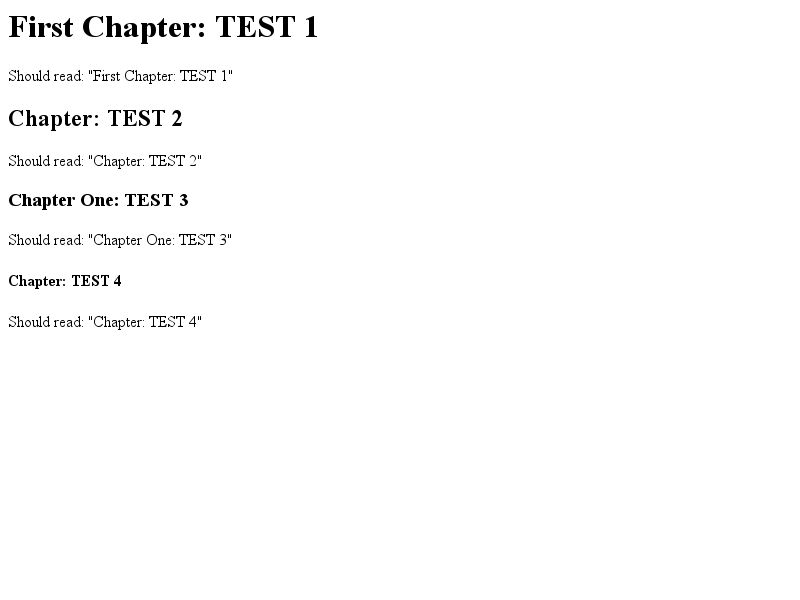 First Chapter: TEST 1
Should read: "First Chapter: TEST 1"
Chapter: TEST 2
Should read: "Chapter: TEST 2"
Chapter One: TEST 3
Should read: "Chapter One: TEST 3"
Chapter: TEST 4
Should read: "Chapter: TEST 4"